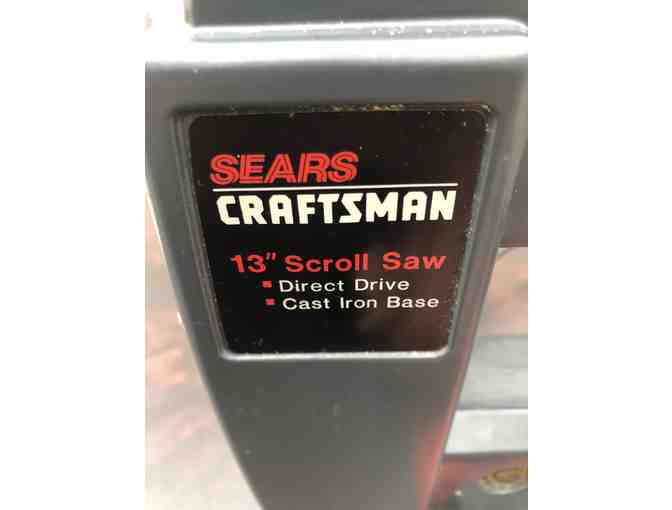 SEARS
CRAFTSMAN
13" Scroll Saw
▪ Direct Drive
▪ Cast Iron Base